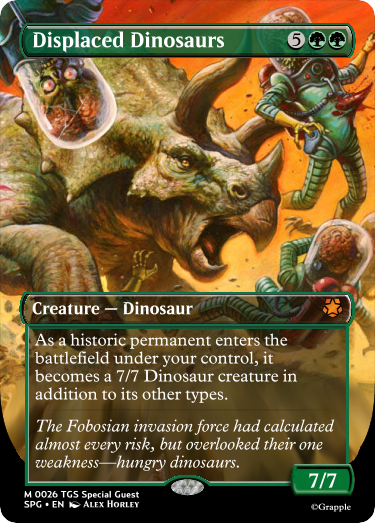 Displaced Dinosaurs 5
Creature — Dinosaur
As a historic permanent enters the
battlefield under your control, it
becomes a 7/7 Dinosaur creature in
addition to its other types.
The Fobosian invasion force had calculated
almost every risk, but overlooked their one
weakness—hungry dinosaurs.
7/7
M 0026 TGS Special Guest
SPG • EN Alex Horley
©Grapple